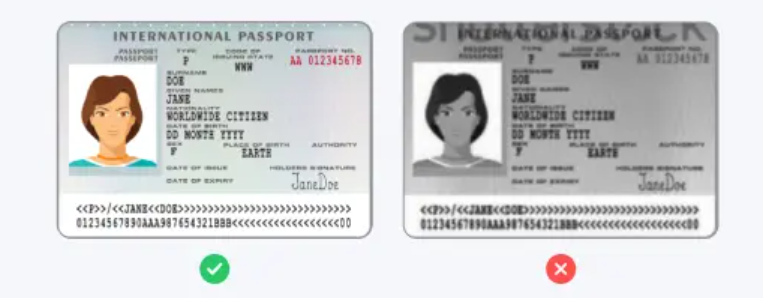 INTERNATIONAL PASSPORT
PASSPORT TYPE CODE OF ISSUING STATE PASSPORT NO.
PASSPORT P WWW AA 012345678
SURNAME
DOE
GIVEN NAMES
JANE
NATIONALITY
WORLDWIDE CITIZEN
DATE OF BIRTH
DD MONTH YYYY
SEX PLACE OF BIRTH AUTHORITY
F EARTH
DATE OF ISSUE HOLDERS SIGNATURE
DATE OF EXPIRY JaneDoe
<<P>>/<<JANE<<DOE>>>>>>>>>>>>>>>>>>>>>>>>>>>>>>
01234567890AAA987654321BBB<<<<<<<<<<<<<<<<<<00
INTERNATIONAL PASSPORT
PASSPORT TYPE CODE OF ISSUING STATE PASSPORT NO.
PASSPORT P WWW AA 012345678
SURNAME
DOE
GIVEN NAMES
JANE
NATIONALITY
WORLDWIDE CITIZEN
DATE OF BIRTH
DD MONTH YYYY
SEX PLACE OF BIRTH AUTHORITY
F EARTH
DATE OF ISSUE HOLDERS SIGNATURE
DATE OF EXPIRY JaneDoe
<<P>>/<<JANE<<DOE>>>>>>>>>>>>>>>>>>>>>>>>>>>>>>
01234567890AAA987654321BBB<<<<<<<<<<<<<<<<<<00